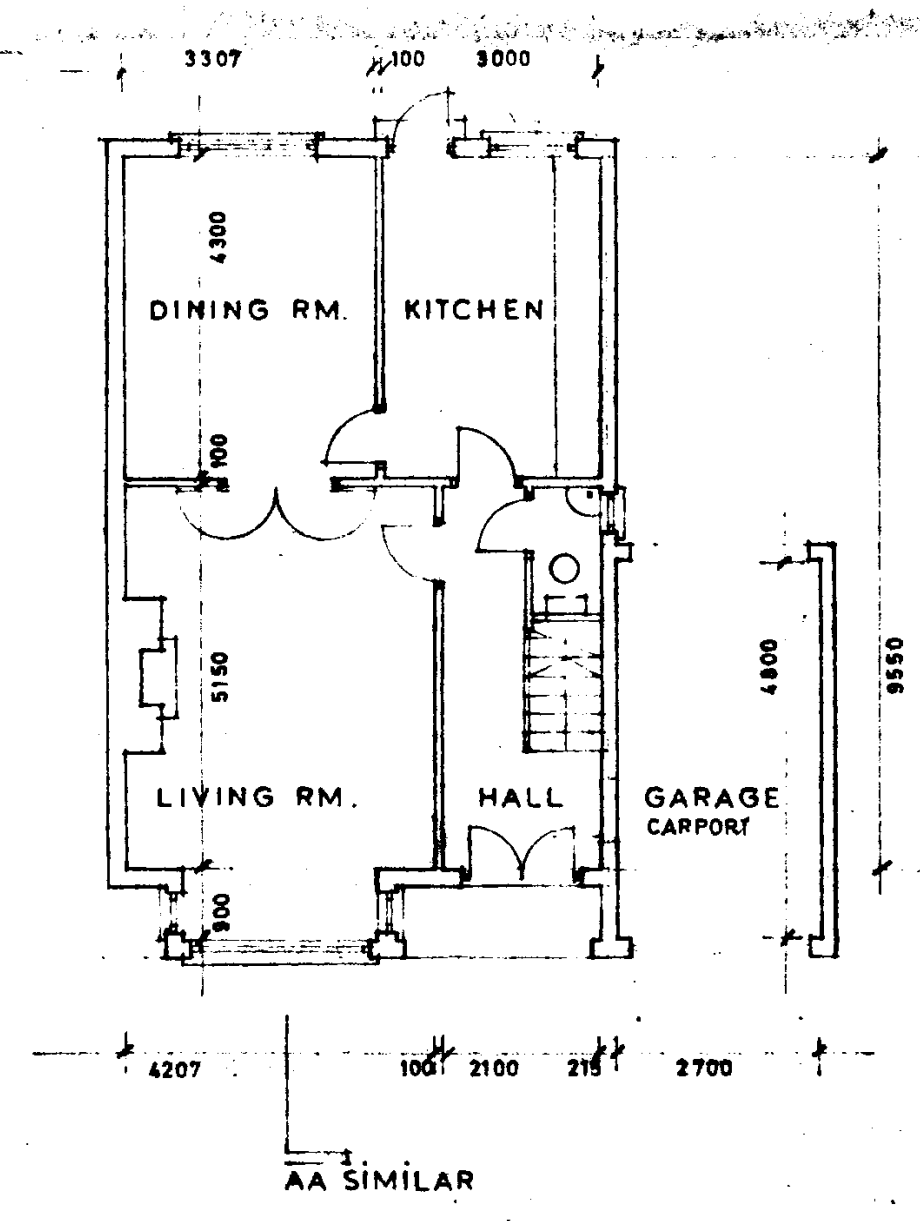 3307 100 3000
4300
DINING RM. KITCHEN
100
5150 4800 9550
LIVING RM. HALL GARAGE
CARPORT
900
4207 100 2100 215 2700
AA SIMILAR